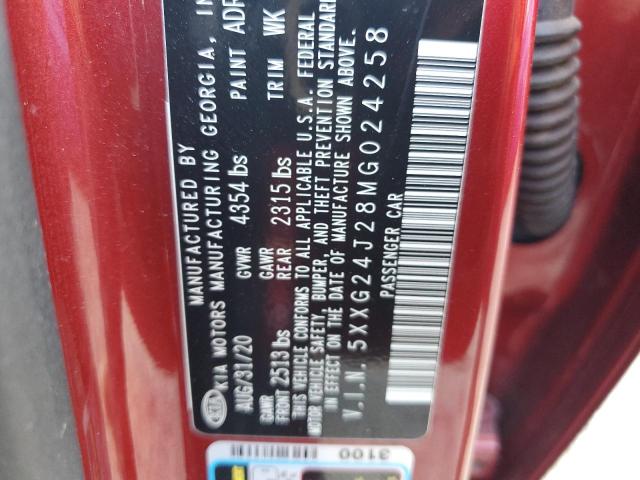 MANUFACTURED BY
KIA KIA MOTORS MANUFACTURING GEORGIA, IN
AUG/31/20 GVWR 4354 lbs PAINT ADR
GAWR FRONT 2513 lbs GAWR REAR 2315 lbs TRIM WK
THIS VEHICLE CONFORMS TO ALL APPLICABLE U.S.A. FEDERAL
MOTOR VEHICLE SAFETY, BUMPER, AND THEFT PREVENTION STANDARD
IN EFFECT ON THE DATE OF MANUFACTURE SHOWN ABOVE.
V.I.N. 5XXG24J28MG024258
PASSENGER CAR
3100